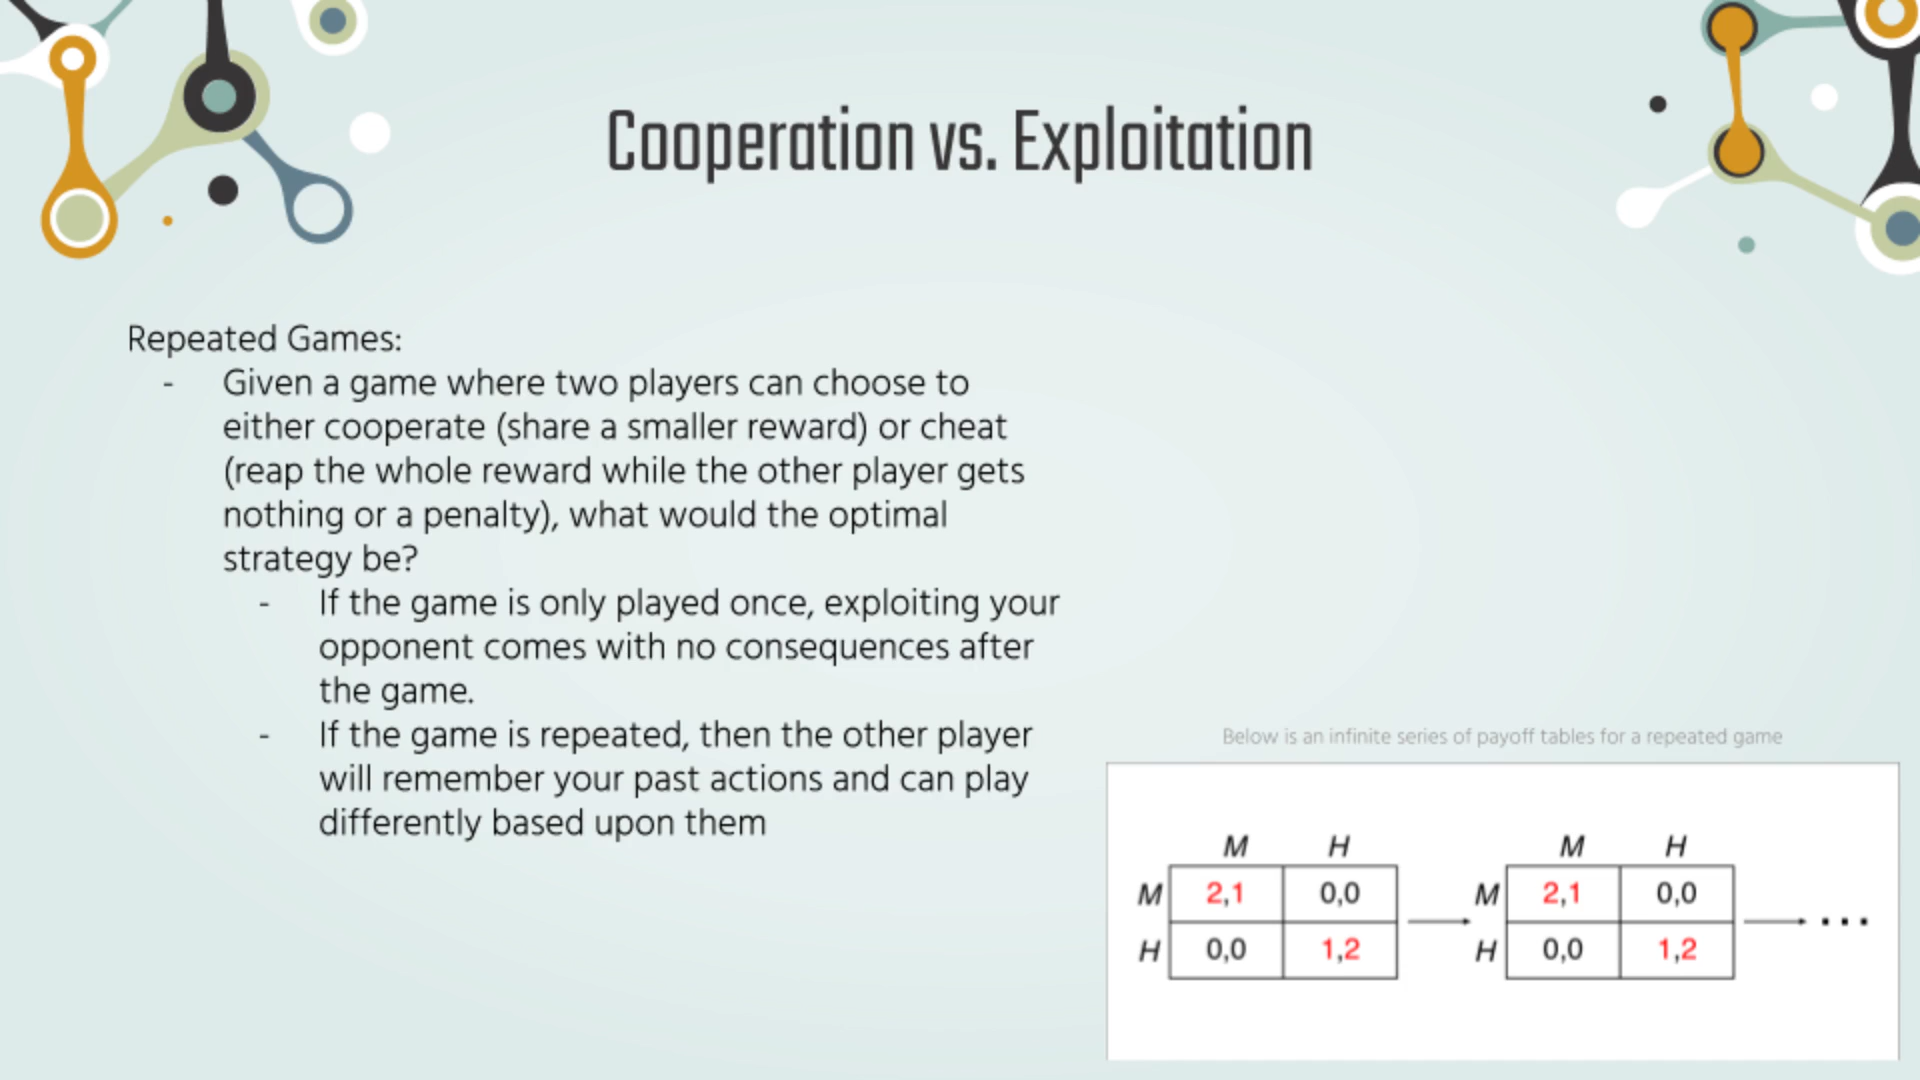 Cooperation vs. Exploitation
Repeated Games:
- Given a game where two players can choose to
either cooperate (share a smaller reward) or cheat
(reap the whole reward while the other player gets
nothing or a penalty), what would the optimal
strategy be?
- If the game is only played once, exploiting your
opponent comes with no consequences after
the game.
- If the game is repeated, then the other player
will remember your past actions and can play
differently based upon them
Below is an infinite series of payoff tables for a repeated game
M H M H
M 2,1 0,0 M 2,1 0,0
H 0,0 1,2 H 0,0 1,2
...